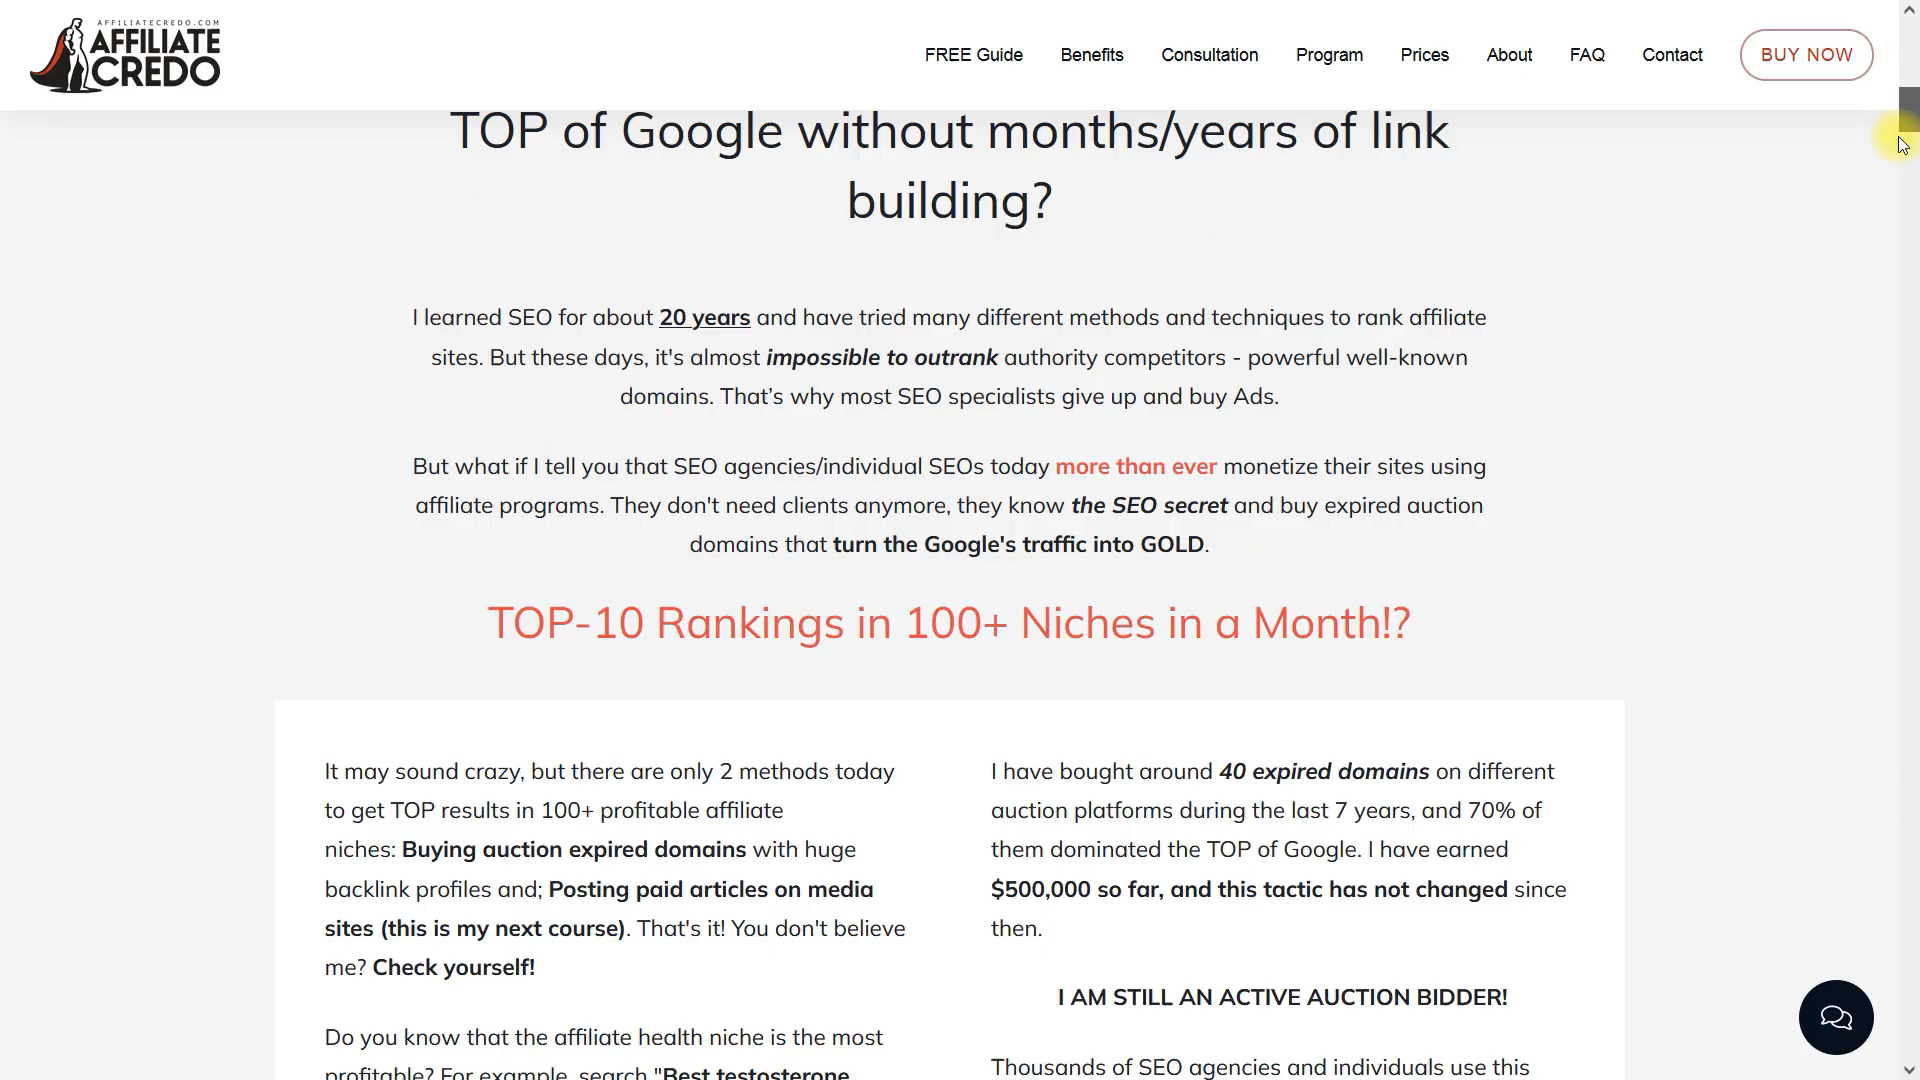 AFFILIATECREDO.COM
AFFILIATE
CREDO
FREE Guide Benefits Consultation Program Prices About FAQ Contact BUY NOW
TOP of Google without months/years of link
building?
I learned SEO for about 20 years and have tried many different methods and techniques to rank affiliate
sites. But these days, it's almost impossible to outrank authority competitors - powerful well-known
domains. That’s why most SEO specialists give up and buy Ads.
But what if I tell you that SEO agencies/individual SEOs today more than ever monetize their sites using
affiliate programs. They don't need clients anymore, they know the SEO secret and buy expired auction
domains that turn the Google's traffic into GOLD.
TOP-10 Rankings in 100+ Niches in a Month!?
It may sound crazy, but there are only 2 methods today
to get TOP results in 100+ profitable affiliate
niches: Buying auction expired domains with huge
backlink profiles and; Posting paid articles on media
sites (this is my next course). That's it! You don't believe
me? Check yourself!
Do you know that the affiliate health niche is the most
profitable? For example, search "Best testosterone
I have bought around 40 expired domains on different
auction platforms during the last 7 years, and 70% of
them dominated the TOP of Google. I have earned
$500,000 so far, and this tactic has not changed since
then.
I AM STILL AN ACTIVE AUCTION BIDDER!
Thousands of SEO agencies and individuals use this